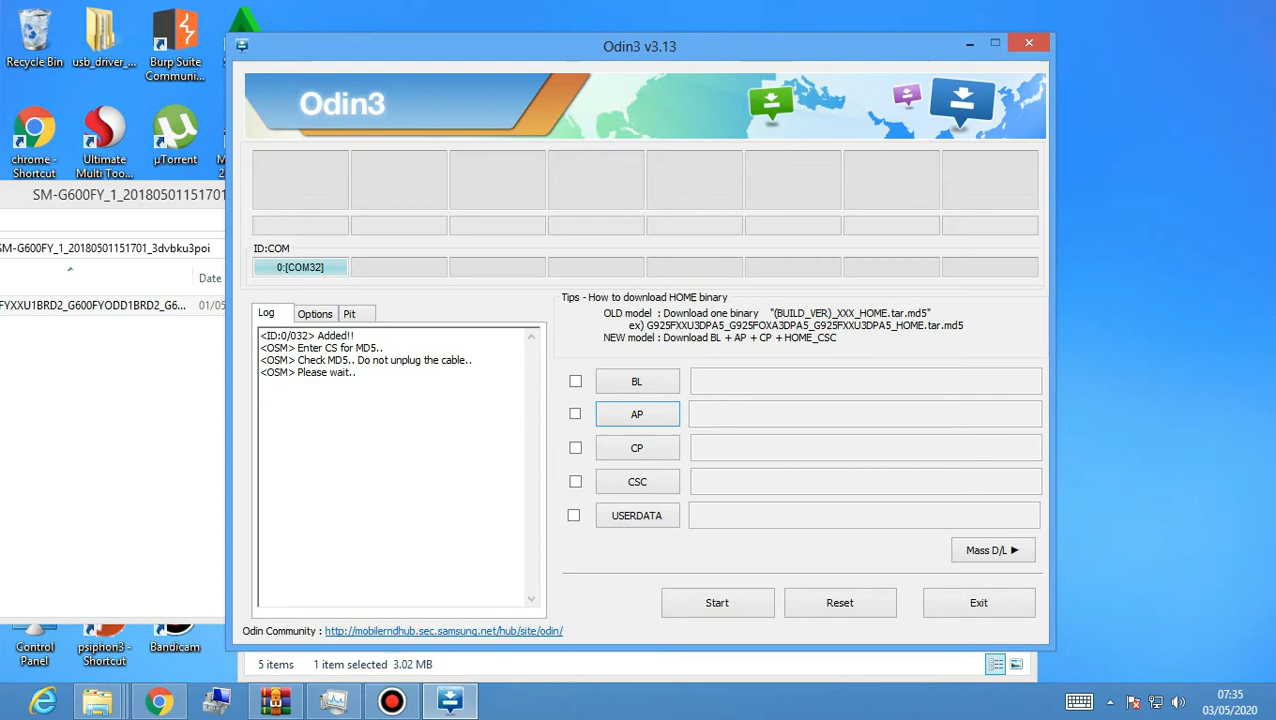 Recycle Bin
usb_driver_...
Burp Suite
Communi...
chrome -
Shortcut
Ultimate
Multi Too...
µTorrent
SM-G600FY_1_20180501151701
SM-G600FY_1_20180501151701_3dvbku3poi
Date
FYXXU1BRD2_G600FYODD1BRD2_G6...
01/05
Control
Panel
psiphon3 -
Shortcut
Bandicam
Odin3 v3.13
Odin3
ID:COM
0:[COM32]
Log
Options
Pit
<ID:0/032> Added!!
<OSM> Enter CS for MD5..
<OSM> Check MD5.. Do not unplug the cable..
<OSM> Please wait..
Tips - How to download HOME binary
OLD model : Download one binary "(BUILD_VER)_XXX_HOME.tar.md5"
ex) G925FXXU3DPA5_G925FOXA3DPA5_G925FXXU3DPA5_HOME.tar.md5
NEW model : Download BL + AP + CP + HOME_CSC
BL
AP
CP
CSC
USERDATA
Mass D/L ▶
Start
Reset
Exit
Odin Community : http://mobilerndhub.sec.samsung.net/hub/site/odin/
5 items
1 item selected 3.02 MB
07:35
03/05/2020